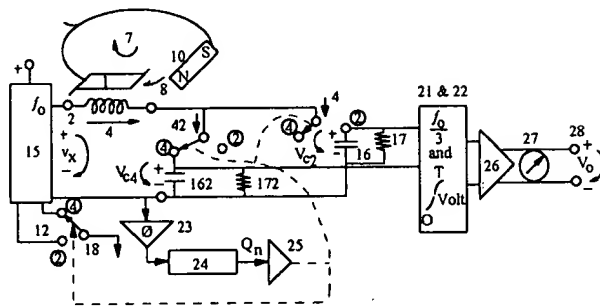 7
10
S
N
8
+
f₀
2
4
15
+
Vx
−
42
④
②
Vc4
+
−
162
172
④
4
②
Vc2
+
−
16
17
21 & 22
f₀
3
and
T
Volt
O
26
27
28
+
V₀
−
12
④
②
18
Ø
23
24
Qn
25